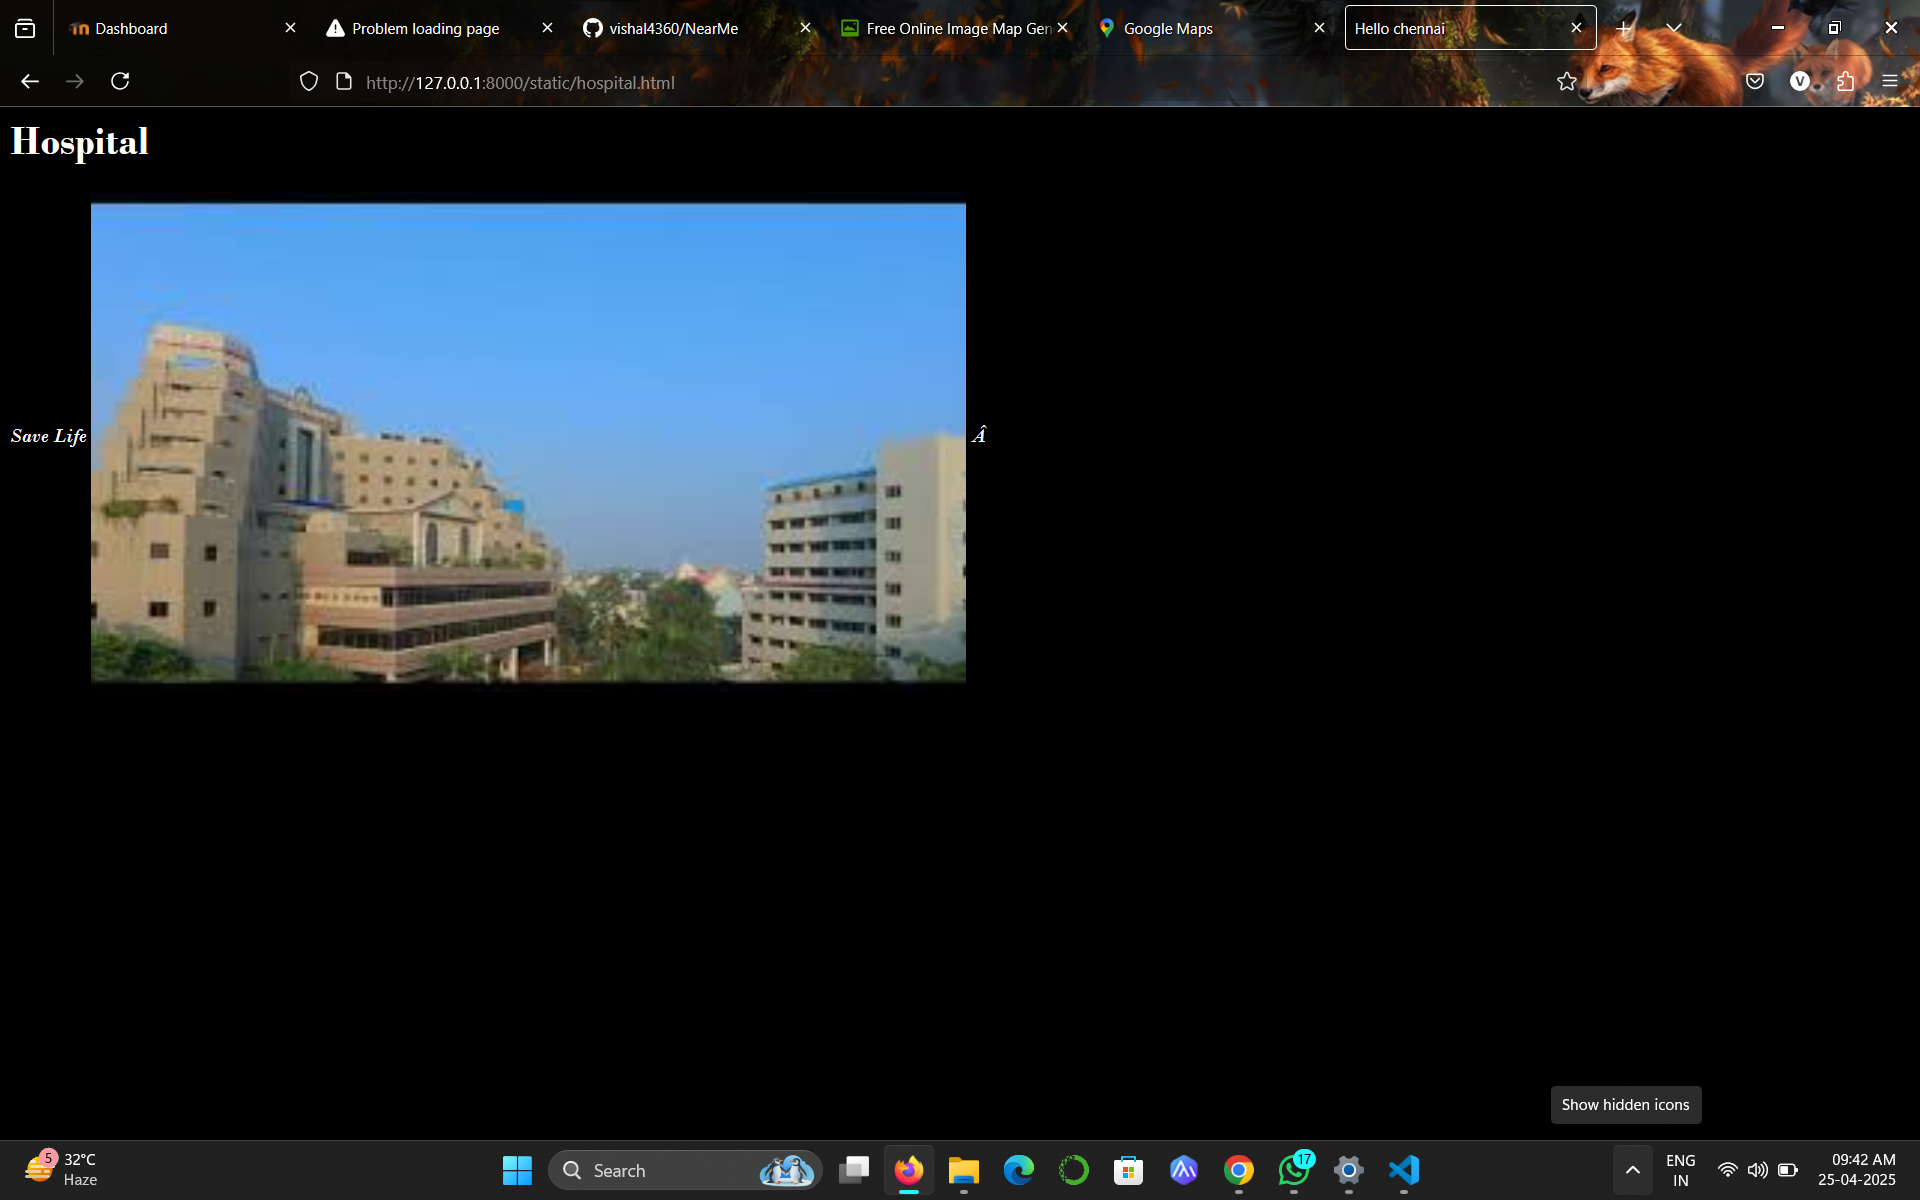 Dashboard
Problem loading page
vishal4360/NearMe
Free Online Image Map Gen
Google Maps
Hello chennai
http://127.0.0.1:8000/static/hospital.html
V
Hospital
Save Life
Â
Show hidden icons
5
32°C
Haze
Search
17
ENG
IN
09:42 AM
25-04-2025